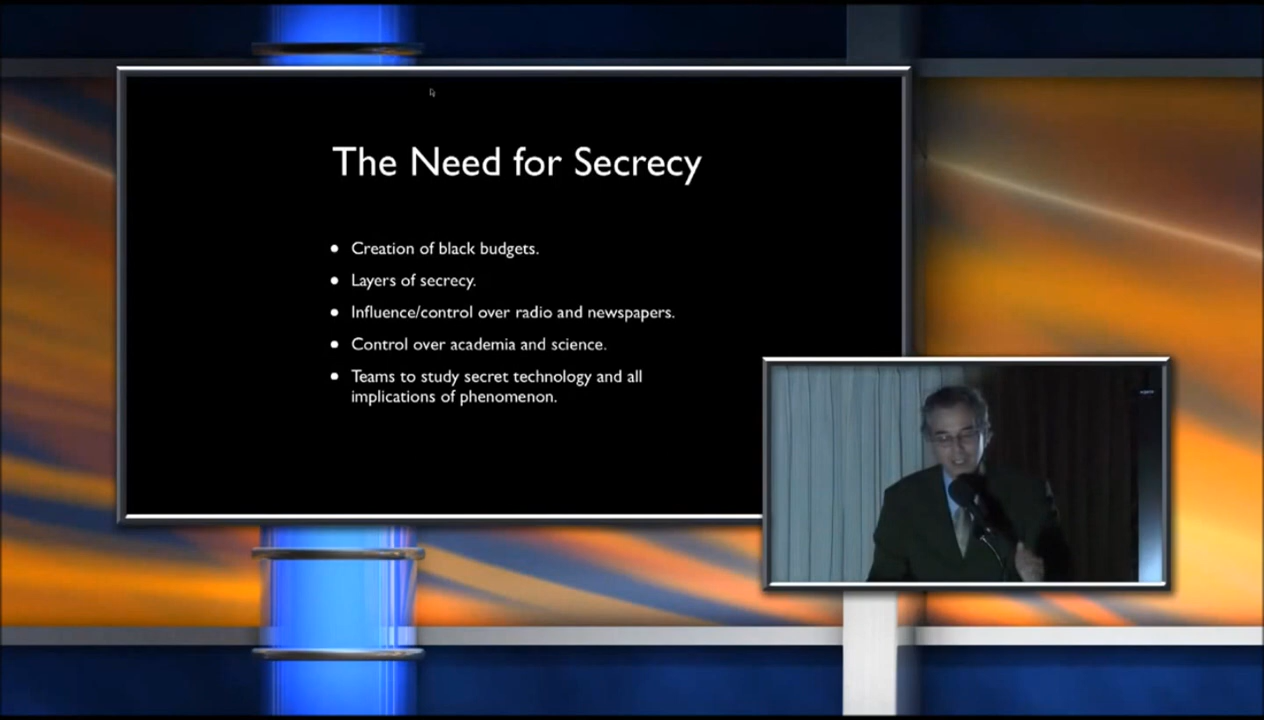 The Need for Secrecy
• Creation of black budgets.
• Layers of secrecy.
• Influence/control over radio and newspapers.
• Control over academia and science.
• Teams to study secret technology and all
implications of phenomenon.